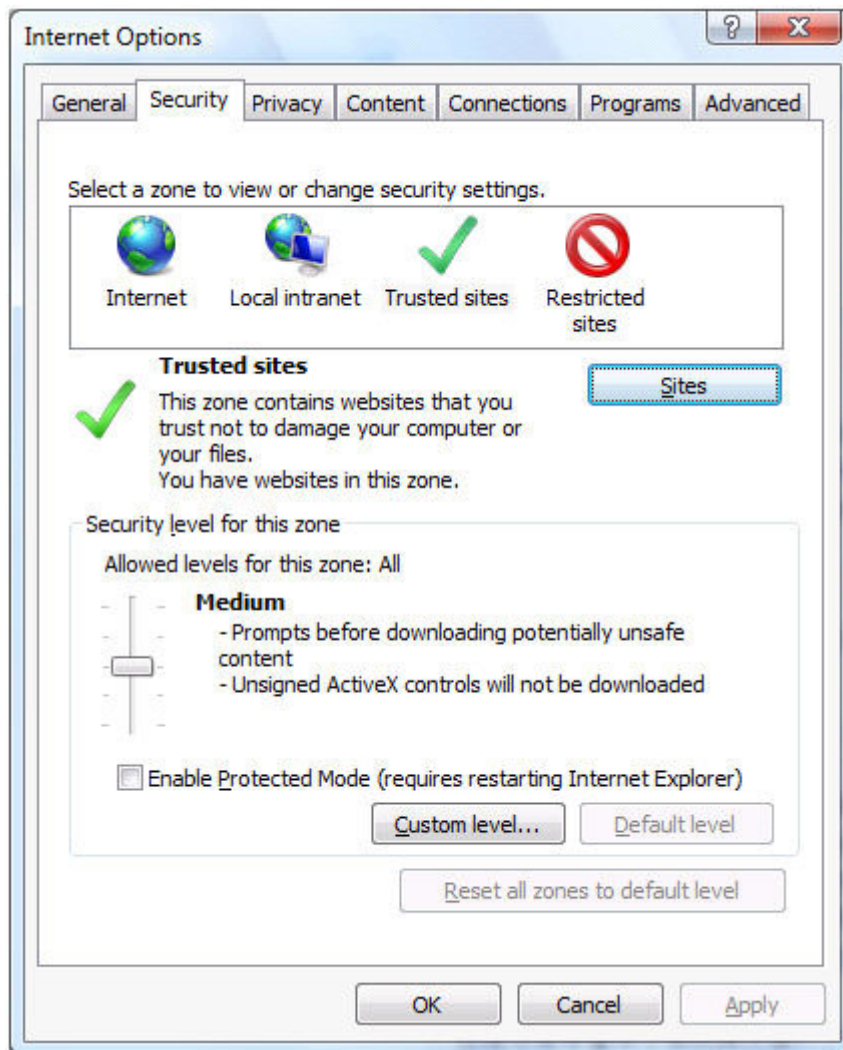 Internet Options
?
General Security Privacy Content Connections Programs Advanced
Select a zone to view or change security settings.
Internet Local intranet Trusted sites Restricted
sites
Trusted sites
Sites
This zone contains websites that you
trust not to damage your computer or
your files.
You have websites in this zone.
Security level for this zone
Allowed levels for this zone: All
Medium
- Prompts before downloading potentially unsafe
content
- Unsigned ActiveX controls will not be downloaded
Enable Protected Mode (requires restarting Internet Explorer)
Custom level... Default level
Reset all zones to default level
OK Cancel Apply